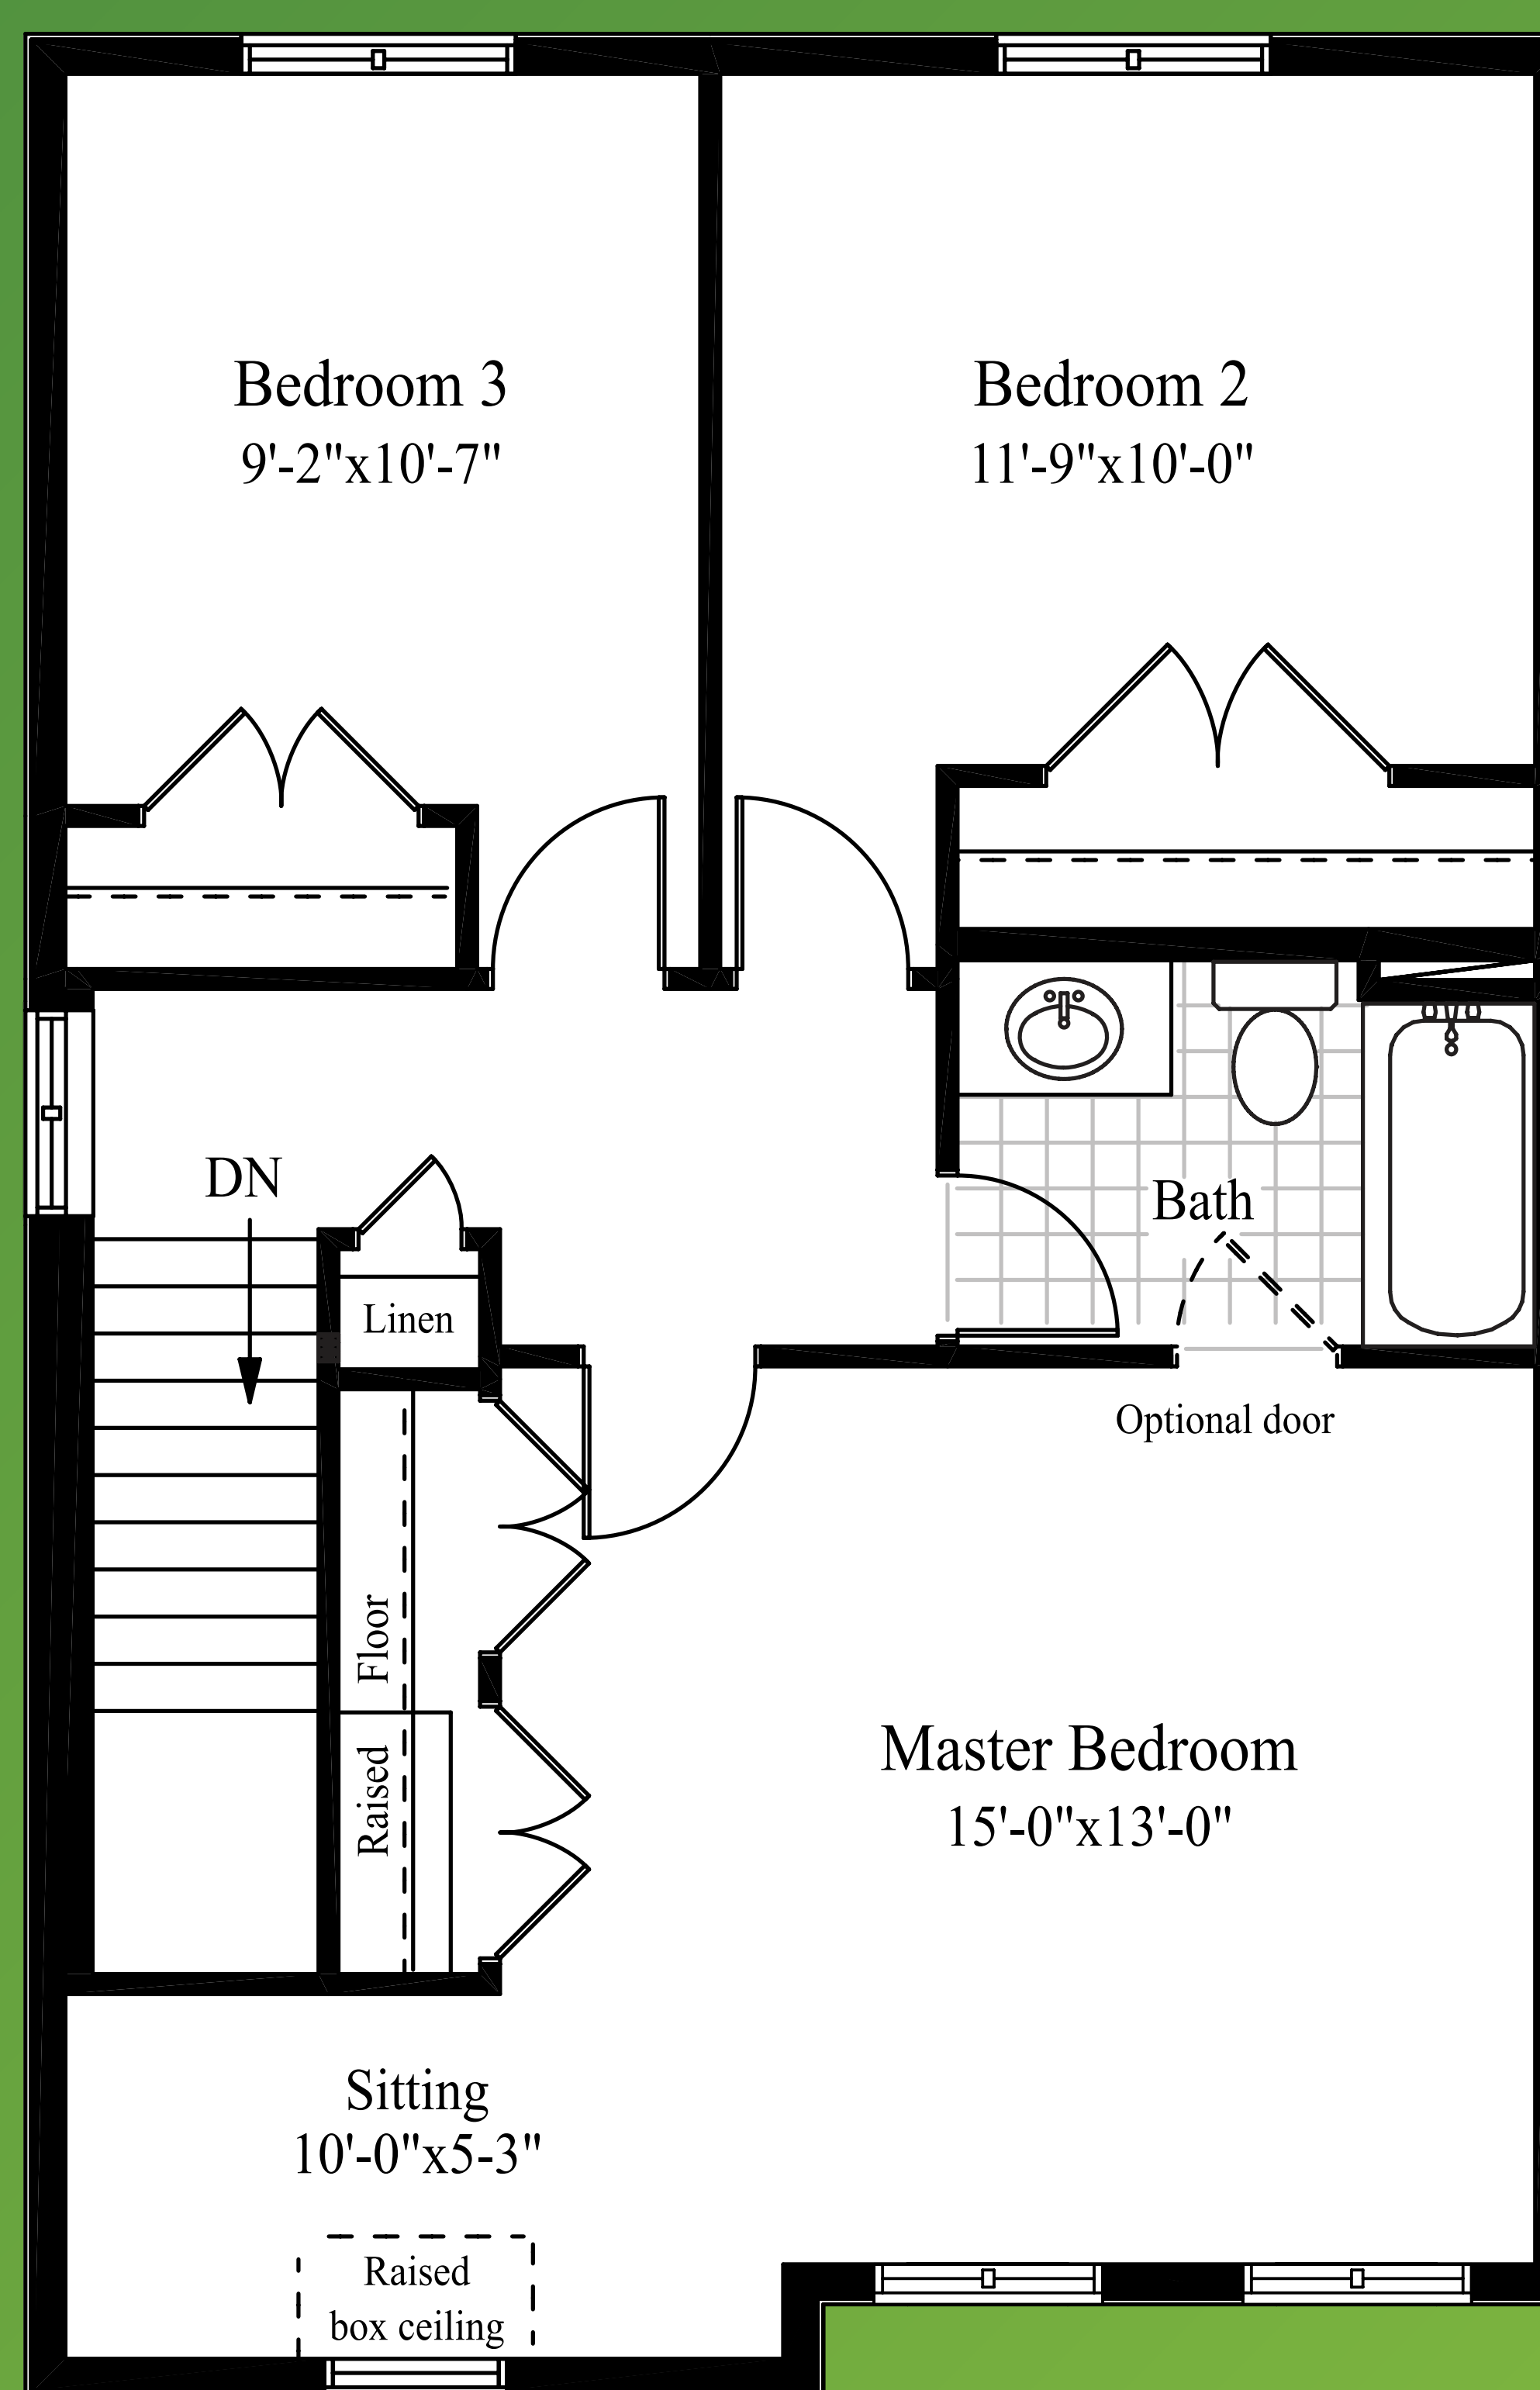 Bedroom 3
9'-2"x10'-7"
Bedroom 2
11'-9"x10'-0"
DN
Linen
Bath
Optional door
Floor
Raised
Master Bedroom
15'-0"x13'-0"
Sitting
10'-0"x5-3"
Raised
box ceiling